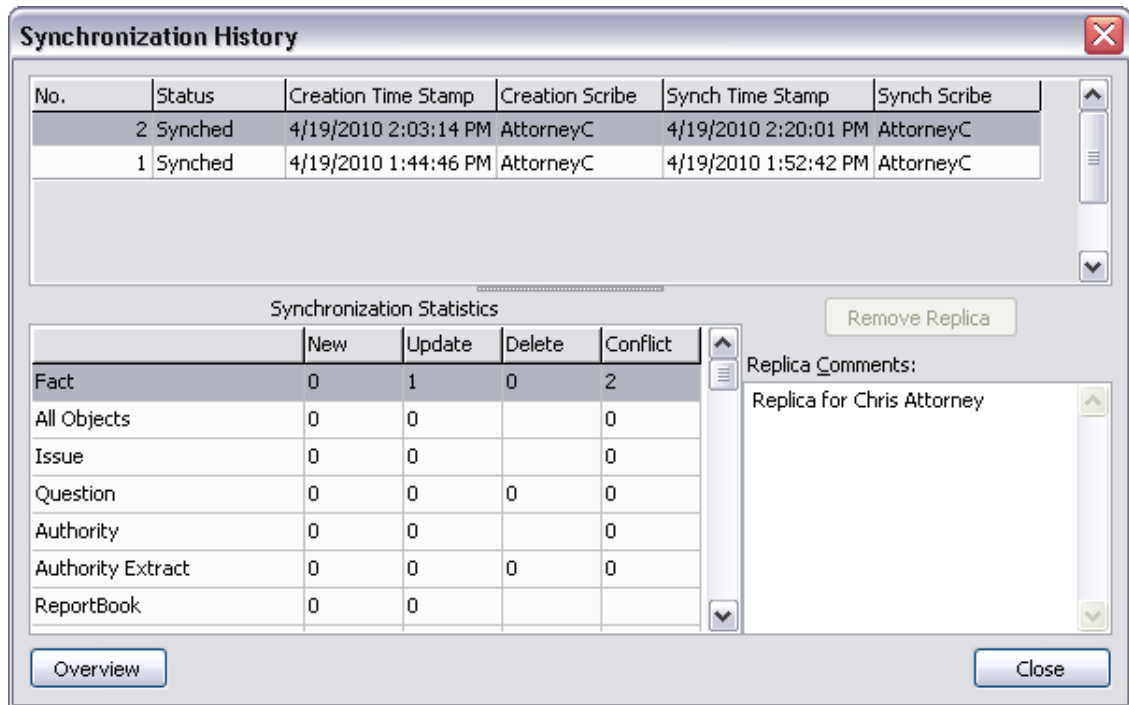 Synchronization History
No. Status Creation Time Stamp Creation Scribe Synch Time Stamp Synch Scribe
2 Synched 4/19/2010 2:03:14 PM AttorneyC 4/19/2010 2:20:01 PM AttorneyC
1 Synched 4/19/2010 1:44:46 PM AttorneyC 4/19/2010 1:52:42 PM AttorneyC
Synchronization Statistics
New Update Delete Conflict
Fact 0 1 0 2
All Objects 0 0 0
Issue 0 0 0
Question 0 0 0 0
Authority 0 0 0
Authority Extract 0 0 0 0
ReportBook 0 0
Remove Replica
Replica Comments:
Replica for Chris Attorney
Overview
Close